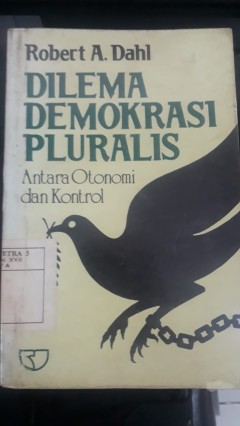 Robert A. Dahl
DILEMA
DEMOKRASI
PLURALIS
Antara Otonomi
dan Kontrol